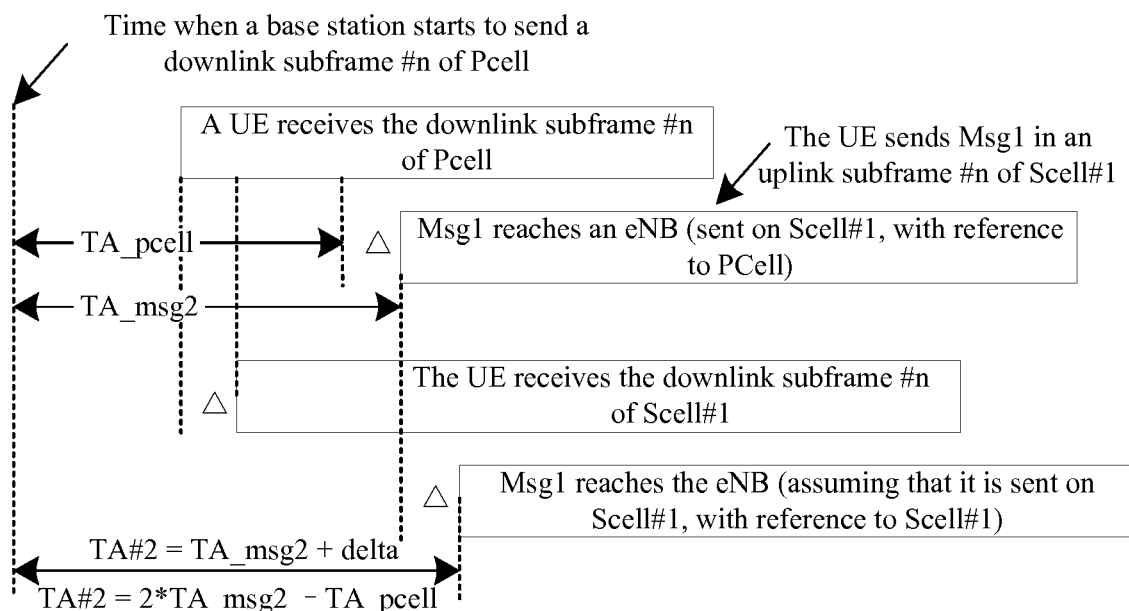 Time when a base station starts to send a
downlink subframe #n of Pcell
A UE receives the downlink subframe #n
of Pcell
The UE sends Msg1 in an
uplink subframe #n of Scell#1
TA_pcell
△
Msg1 reaches an eNB (sent on Scell#1, with reference
to PCell)
TA_msg2
△
The UE receives the downlink subframe #n
of Scell#1
△
Msg1 reaches the eNB (assuming that it is sent on
Scell#1, with reference to Scell#1)
TA#2 = TA_msg2 + delta
TA#2 = 2*TA_msg2 - TA_pcell